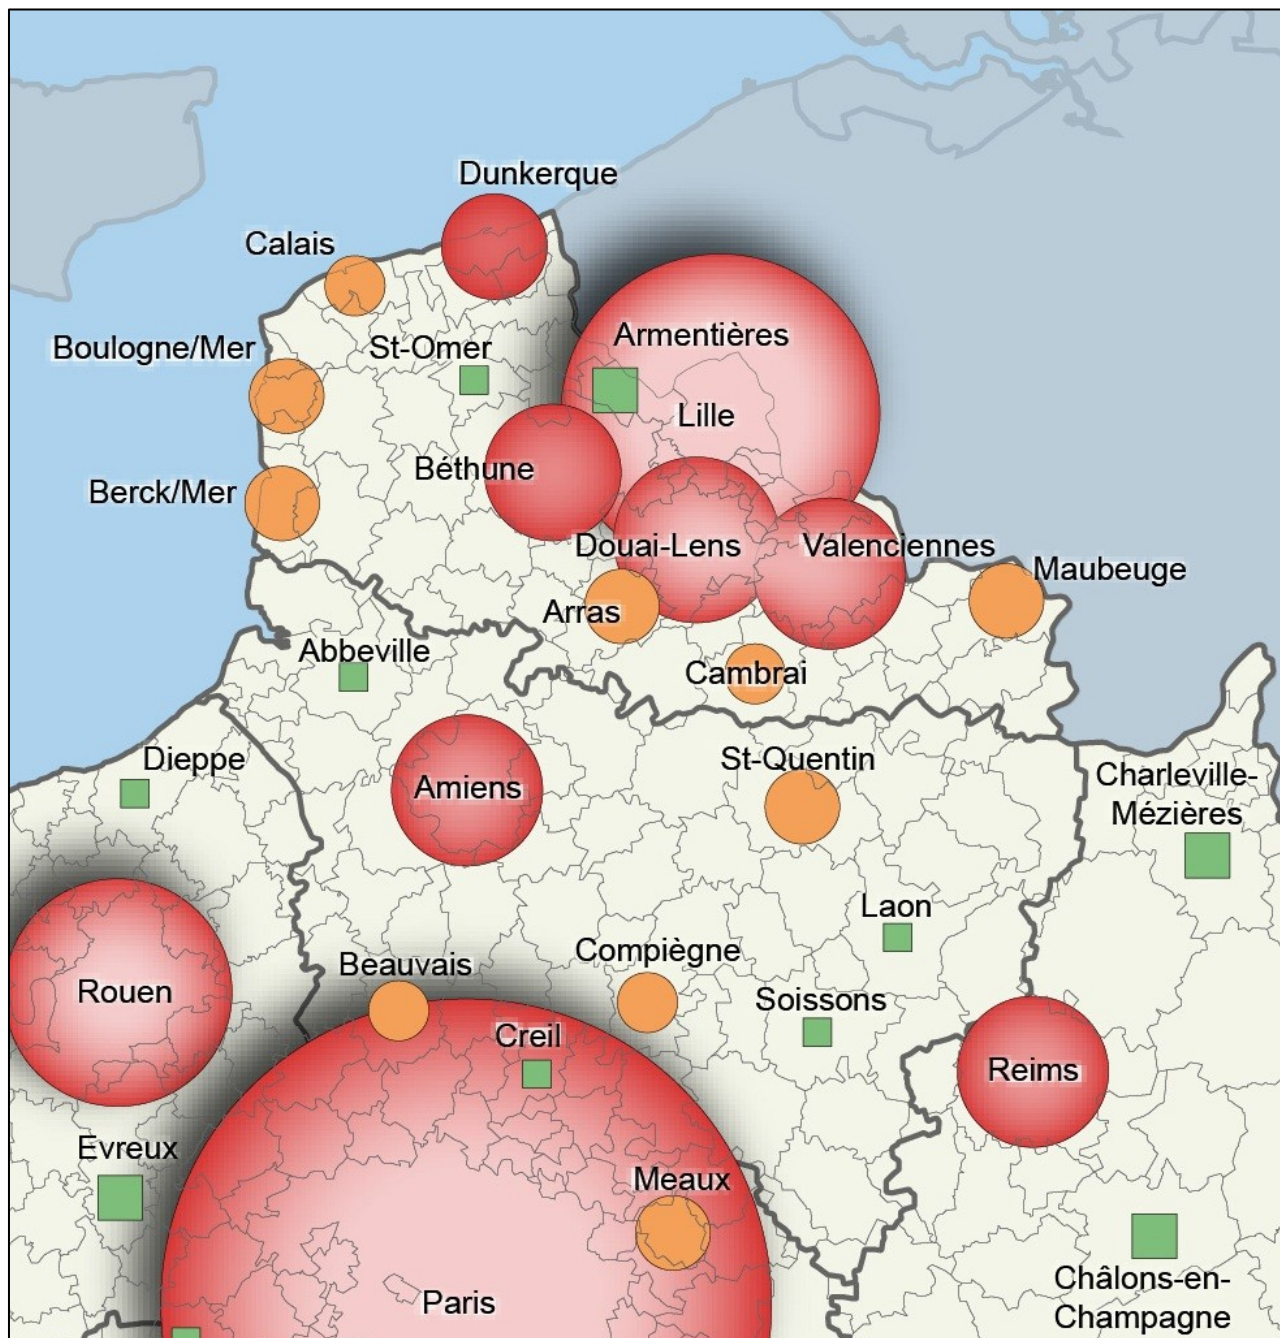 Dunkerque
Calais
Armentières
Boulogne/Mer
St-Omer
Lille
Béthune
Berck/Mer
Douai-Lens
Valenciennes
Maubeuge
Arras
Abbeville
Cambrai
Dieppe
St-Quentin
Amiens
Charleville-
Mézières
Laon
Compiègne
Beauvais
Rouen
Soissons
Creil
Reims
Evreux
Meaux
Paris
Châlons-en-
Champagne